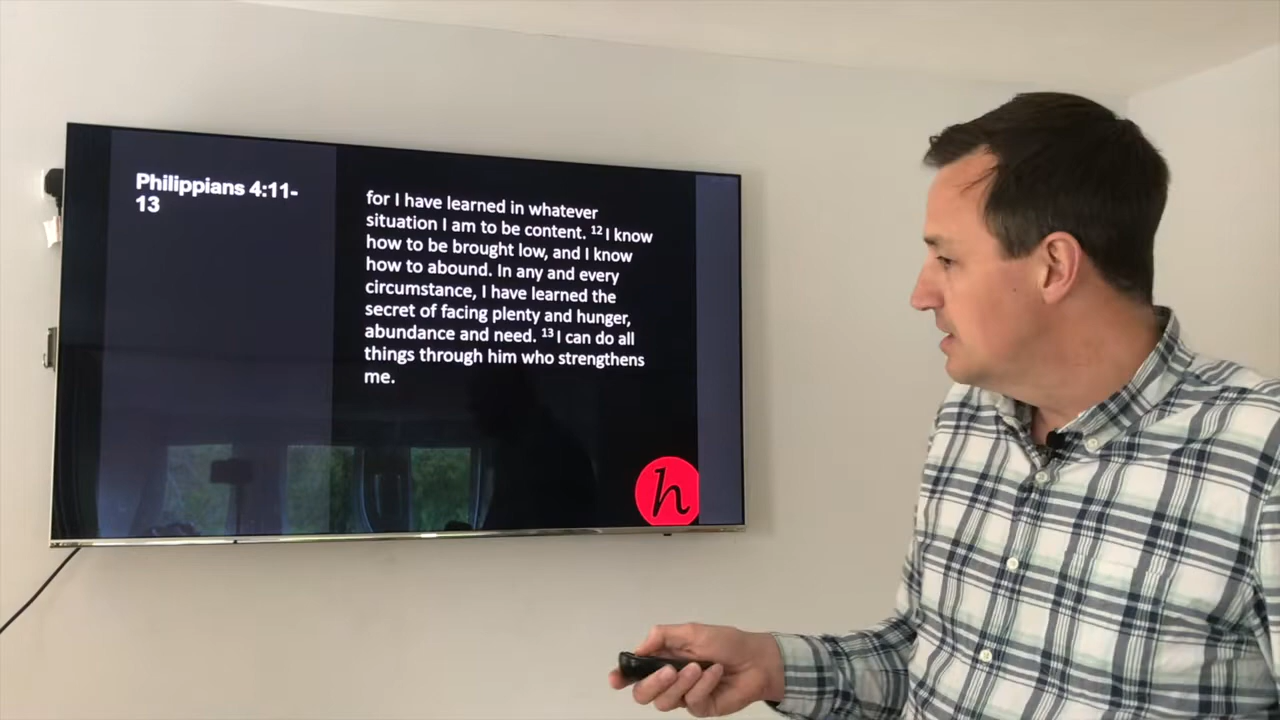 Philippians 4:11-
13
for I have learned in whatever
situation I am to be content. ¹² I know
how to be brought low, and I know
how to abound. In any and every
circumstance, I have learned the
secret of facing plenty and hunger,
abundance and need. ¹³ I can do all
things through him who strengthens
me.
h